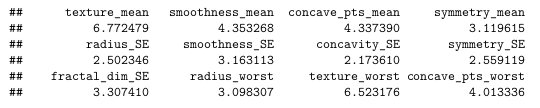 ## texture_mean smoothness_mean concave_pts_mean symmetry_mean
## 6.772479 4.353268 4.337390 3.119615
## radius_SE smoothness_SE concavity_SE symmetry_SE
## 2.502346 3.163113 2.173610 2.559119
## fractal_dim_SE radius_worst texture_worst concave_pts_worst
## 3.307410 3.098307 6.523176 4.013336